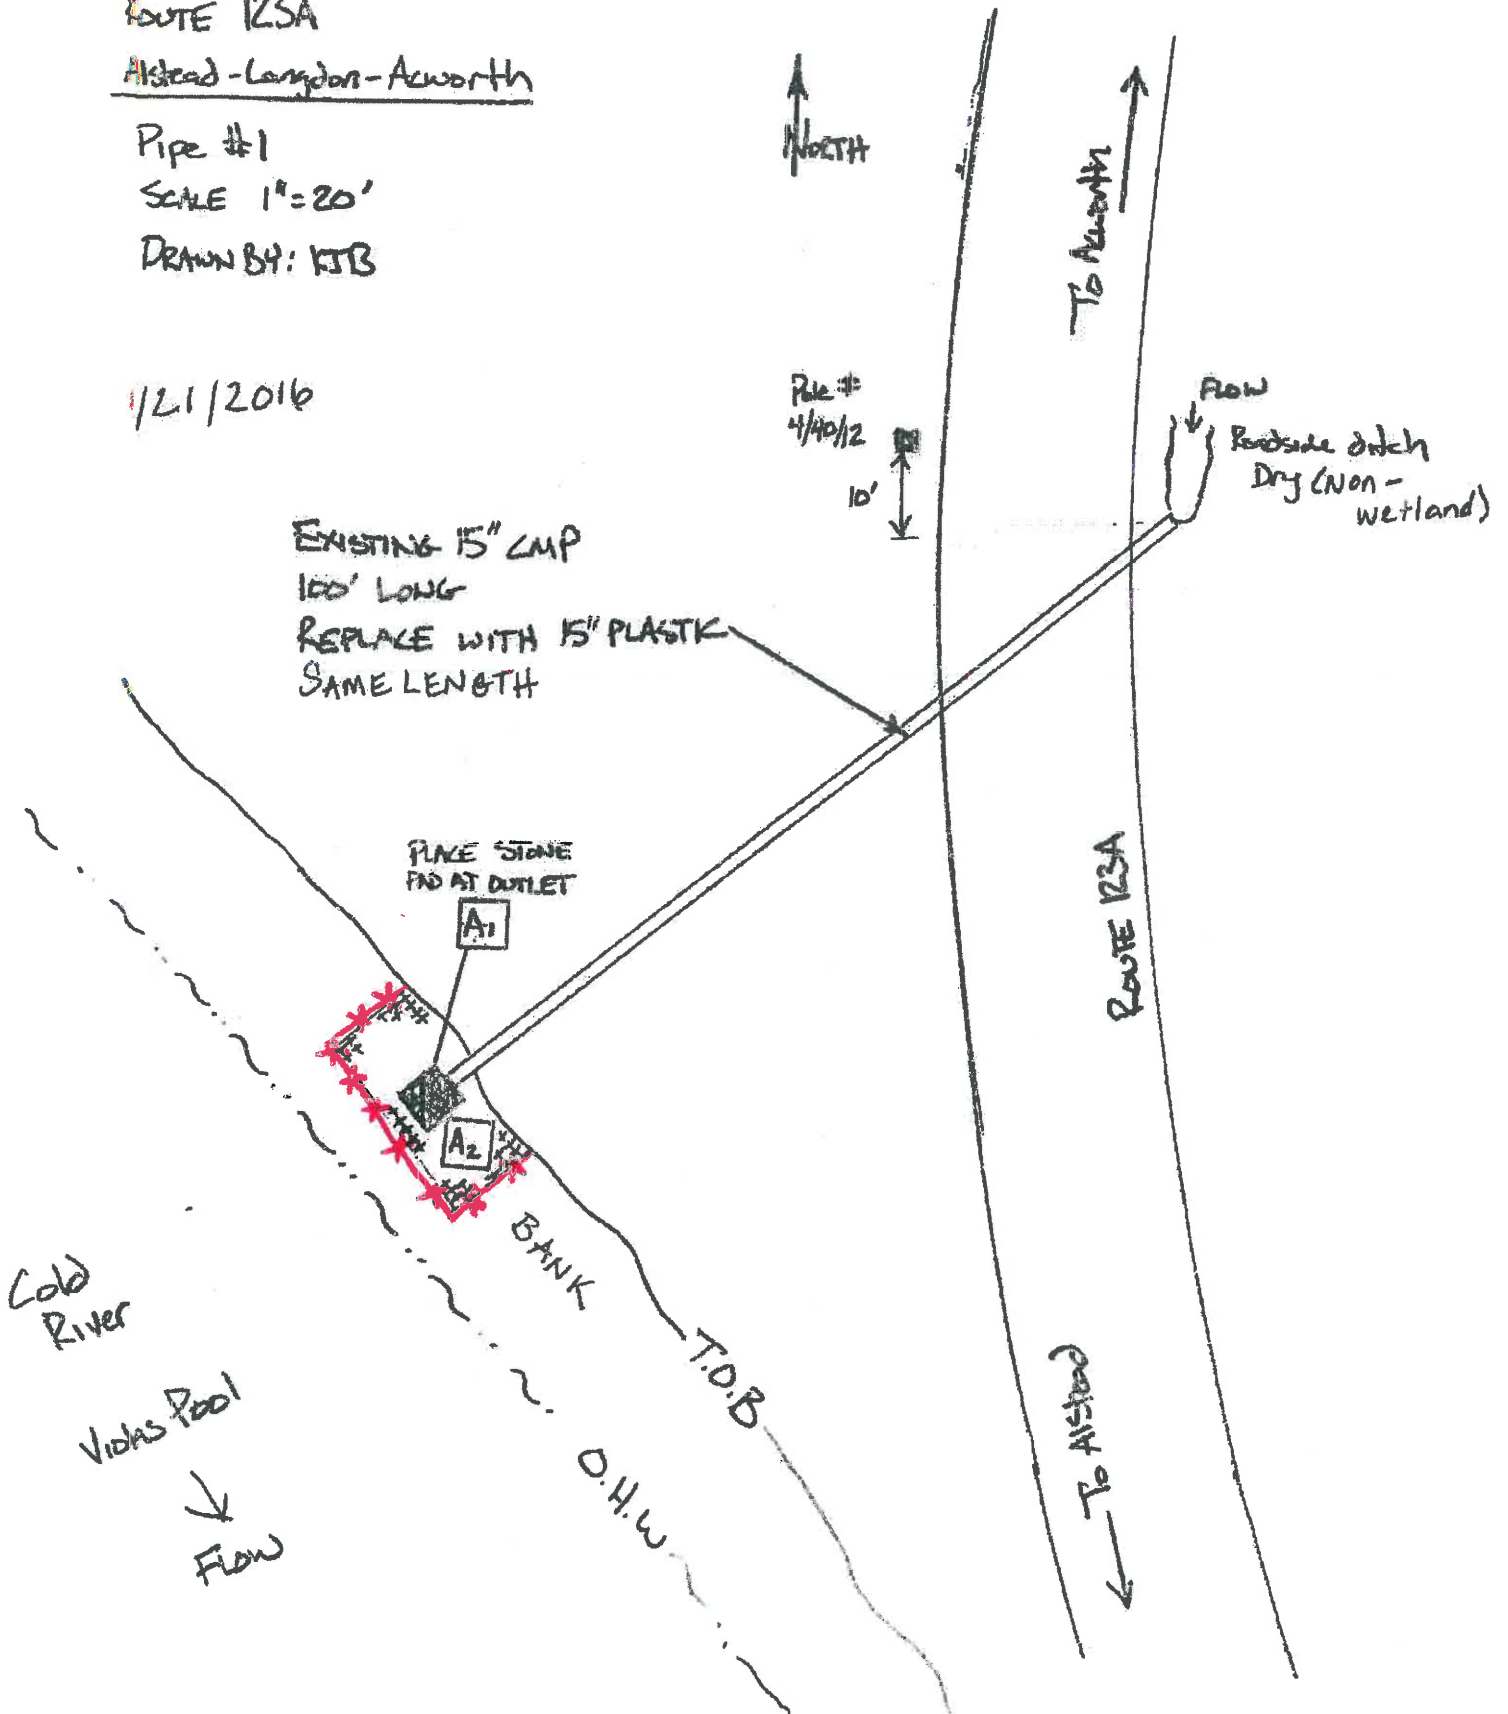 ROUTE 123A
Alstead-Langdon-Acworth
Pipe #1
SCALE 1"=20'
DRAWN BY: KJB
1/21/2016
NORTH
To Acworth
Pole #
4/40/12
10'
FLOW
Roadside ditch
Dry (Non-
wetland)
EXISTING 15" CMP
100' LONG
REPLACE WITH 15" PLASTIC
SAME LENGTH
PLACE STONE
PAD AT OUTLET
A1
A2
ROUTE 123A
BANK
Cold
River
Vidas Pool
FLOW
T.O.B
O.H.W
To Alstead